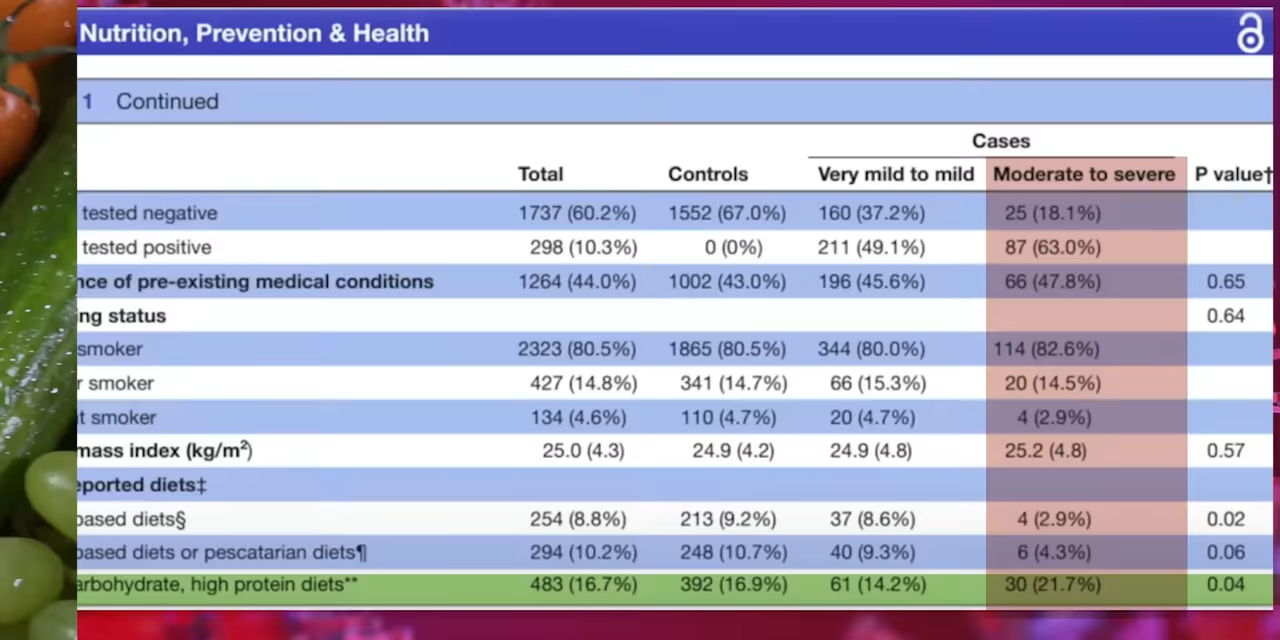 Nutrition, Prevention & Health
1 Continued
Cases
Total Controls Very mild to mild Moderate to severe P value†
tested negative 1737 (60.2%) 1552 (67.0%) 160 (37.2%) 25 (18.1%)
tested positive 298 (10.3%) 0 (0%) 211 (49.1%) 87 (63.0%)
nce of pre-existing medical conditions 1264 (44.0%) 1002 (43.0%) 196 (45.6%) 66 (47.8%) 0.65
ng status 0.64
smoker 2323 (80.5%) 1865 (80.5%) 344 (80.0%) 114 (82.6%)
r smoker 427 (14.8%) 341 (14.7%) 66 (15.3%) 20 (14.5%)
t smoker 134 (4.6%) 110 (4.7%) 20 (4.7%) 4 (2.9%)
mass index (kg/m²) 25.0 (4.3) 24.9 (4.2) 24.9 (4.8) 25.2 (4.8) 0.57
eported diets‡
based diets§ 254 (8.8%) 213 (9.2%) 37 (8.6%) 4 (2.9%) 0.02
based diets or pescatarian diets¶ 294 (10.2%) 248 (10.7%) 40 (9.3%) 6 (4.3%) 0.06
arbohydrate, high protein diets** 483 (16.7%) 392 (16.9%) 61 (14.2%) 30 (21.7%) 0.04